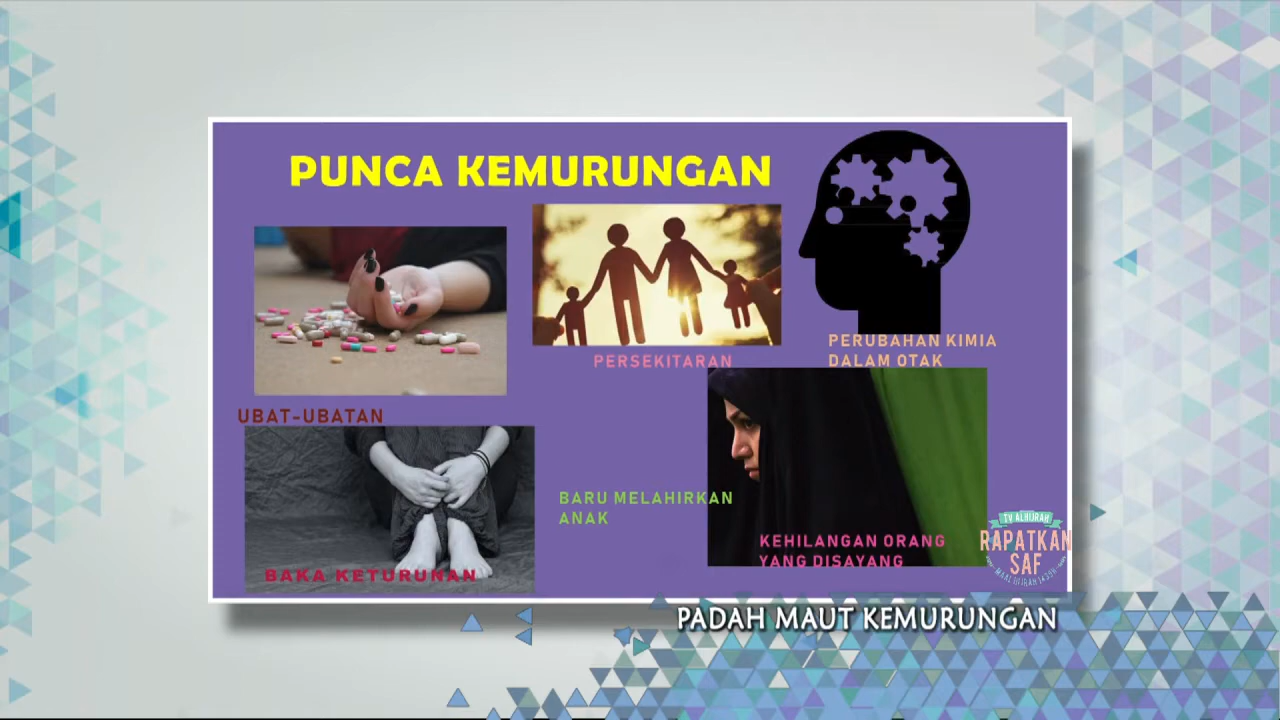 PUNCA KEMURUNGAN
PERSEKITARAN
PERUBAHAN KIMIA
DALAM OTAK
UBAT-UBATAN
BARU MELAHIRKAN
ANAK
KEHILANGAN ORANG
YANG DISAYANG
BAKA KETURUNAN
TV ALHIJRAH
RAPATKAN
SAF
PADAH MAUT KEMURUNGAN